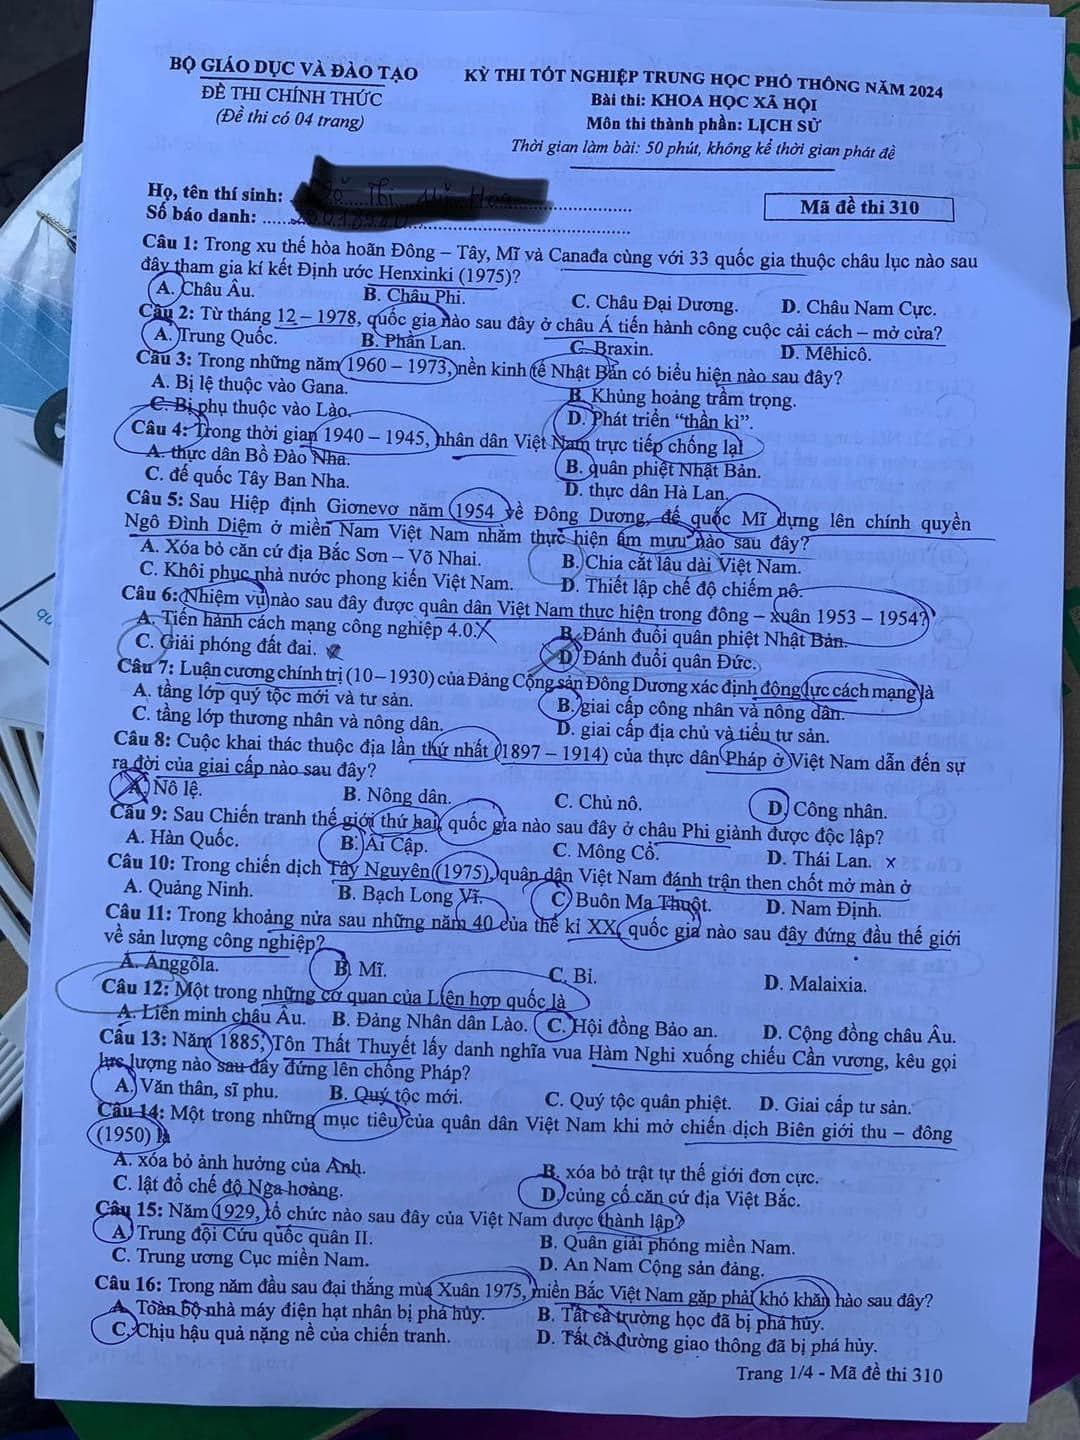 BỘ GIÁO DỤC VÀ ĐÀO TẠO
ĐỀ THI CHÍNH THỨC
(Đề thi có 04 trang)
KỲ THI TỐT NGHIỆP TRUNG HỌC PHỔ THÔNG NĂM 2024
Bài thi: KHOA HỌC XÃ HỘI
Môn thi thành phần: LỊCH SỬ
Thời gian làm bài: 50 phút, không kể thời gian phát đề
Họ, tên thí sinh:
Số báo danh:
Mã đề thi 310
Câu 1: Trong xu thế hòa hoãn Đông – Tây, Mĩ và Canađa cùng với 33 quốc gia thuộc châu lục nào sau
đây tham gia kí kết Định ước Henxinki (1975)?
A. Châu Âu. B. Châu Phi. C. Châu Đại Dương. D. Châu Nam Cực.
Câu 2: Từ tháng 12 – 1978, quốc gia nào sau đây ở châu Á tiến hành công cuộc cải cách – mở cửa?
A. Trung Quốc. B. Phần Lan. C. Braxin. D. Mêhicô.
Câu 3: Trong những năm 1960 – 1973, nền kinh tế Nhật Bản có biểu hiện nào sau đây?
A. Bị lệ thuộc vào Gana. B. Khủng hoảng trầm trọng.
C. Bị phụ thuộc vào Lào. D. Phát triển “thần kì”.
Câu 4: Trong thời gian 1940 – 1945, nhân dân Việt Nam trực tiếp chống lại
A. thực dân Bồ Đào Nha. B. quân phiệt Nhật Bản.
C. đế quốc Tây Ban Nha. D. thực dân Hà Lan.
Câu 5: Sau Hiệp định Giơnevơ năm 1954 về Đông Dương, đế quốc Mĩ dựng lên chính quyền
Ngô Đình Diệm ở miền Nam Việt Nam nhằm thực hiện âm mưu nào sau đây?
A. Xóa bỏ căn cứ địa Bắc Sơn – Võ Nhai. B. Chia cắt lâu dài Việt Nam.
C. Khôi phục nhà nước phong kiến Việt Nam. D. Thiết lập chế độ chiếm nô.
Câu 6: Nhiệm vụ nào sau đây được quân dân Việt Nam thực hiện trong đông – xuân 1953 – 1954?
A. Tiến hành cách mạng công nghiệp 4.0. B. Đánh đuổi quân phiệt Nhật Bản.
C. Giải phóng đất đai. D. Đánh đuổi quân Đức.
Câu 7: Luận cương chính trị (10 – 1930) của Đảng Cộng sản Đông Dương xác định động lực cách mạng là
A. tầng lớp quý tộc mới và tư sản. B. giai cấp công nhân và nông dân.
C. tầng lớp thương nhân và nông dân. D. giai cấp địa chủ và tiểu tư sản.
Câu 8: Cuộc khai thác thuộc địa lần thứ nhất (1897 – 1914) của thực dân Pháp ở Việt Nam dẫn đến sự
ra đời của giai cấp nào sau đây?
A. Nô lệ. B. Nông dân. C. Chủ nô. D. Công nhân.
Câu 9: Sau Chiến tranh thế giới thứ hai, quốc gia nào sau đây ở châu Phi giành được độc lập?
A. Hàn Quốc. B. Ai Cập. C. Mông Cổ. D. Thái Lan.
Câu 10: Trong chiến dịch Tây Nguyên (1975), quân dân Việt Nam đánh trận then chốt mở màn ở
A. Quảng Ninh. B. Bạch Long Vĩ. C. Buôn Ma Thuột. D. Nam Định.
Câu 11: Trong khoảng nửa sau những năm 40 của thế kỉ XX, quốc gia nào sau đây đứng đầu thế giới
về sản lượng công nghiệp?
A. Ănggôla. B. Mĩ. C. Bỉ. D. Malaixia.
Câu 12: Một trong những cơ quan của Liên hợp quốc là
A. Liên minh châu Âu. B. Đảng Nhân dân Lào. C. Hội đồng Bảo an. D. Cộng đồng châu Âu.
Câu 13: Năm 1885, Tôn Thất Thuyết lấy danh nghĩa vua Hàm Nghi xuống chiếu Cần vương, kêu gọi
lực lượng nào sau đây đứng lên chống Pháp?
A. Văn thân, sĩ phu. B. Quý tộc mới. C. Quý tộc quân phiệt. D. Giai cấp tư sản.
Câu 14: Một trong những mục tiêu của quân dân Việt Nam khi mở chiến dịch Biên giới thu – đông
(1950) là
A. xóa bỏ ảnh hưởng của Anh. B. xóa bỏ trật tự thế giới đơn cực.
C. lật đổ chế độ Nga hoàng. D. củng cố căn cứ địa Việt Bắc.
Câu 15: Năm 1929, tổ chức nào sau đây của Việt Nam được thành lập?
A. Trung đội Cứu quốc quân II. B. Quân giải phóng miền Nam.
C. Trung ương Cục miền Nam. D. An Nam Cộng sản đảng.
Câu 16: Trong năm đầu sau đại thắng mùa Xuân 1975, miền Bắc Việt Nam gặp phải khó khăn nào sau đây?
A. Toàn bộ nhà máy điện hạt nhân bị phá hủy. B. Tất cả trường học đã bị phá hủy.
C. Chịu hậu quả nặng nề của chiến tranh. D. Tất cả đường giao thông đã bị phá hủy.
Trang 1/4 - Mã đề thi 310